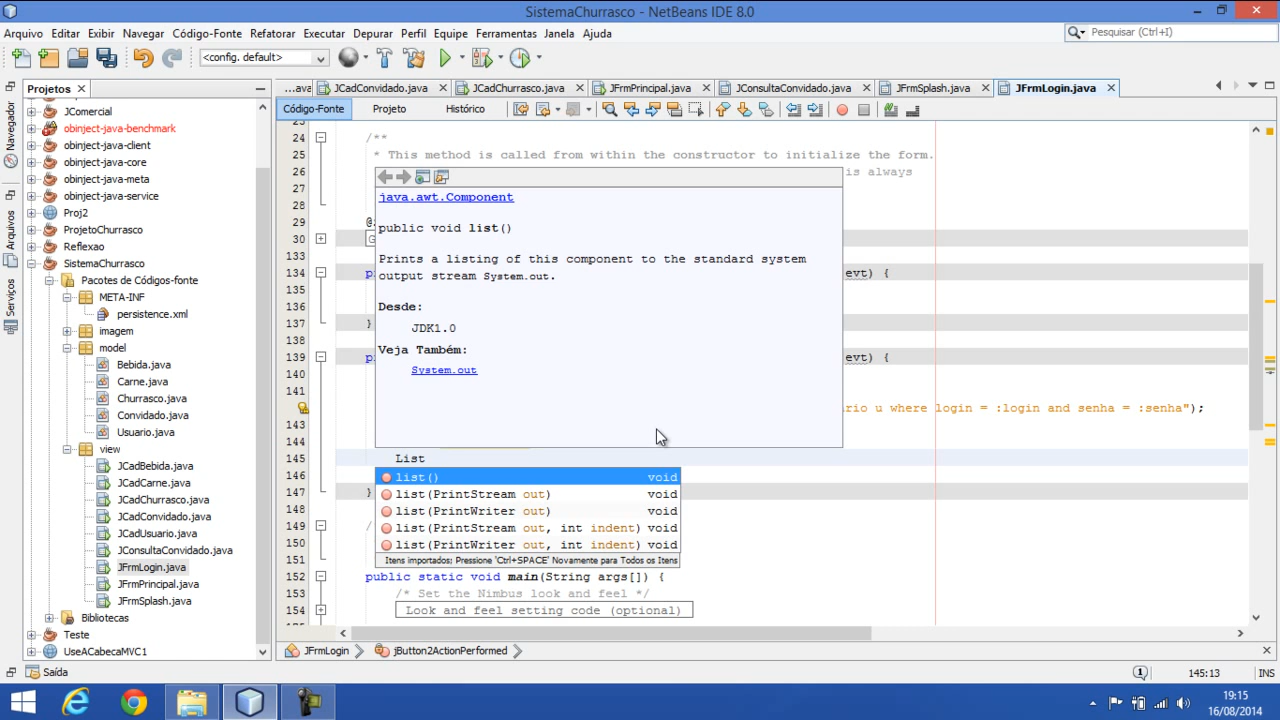 SistemaChurrasco - NetBeans IDE 8.0
Arquivo Editar Exibir Navegar Código-Fonte Refatorar Executar Depurar Perfil Equipe Ferramentas Janela Ajuda
Pesquisar (Ctrl+I)
<config. default>
Projetos
...ava JCadConvidado.java JCadChurrasco.java JFrmPrincipal.java JConsultaConvidado.java JFrmSplash.java JFrmLogin.java
Código-Fonte Projeto Histórico
Navegador
Arquivos
Serviços
JComercial
obinject-java-benchmark
obinject-java-client
obinject-java-core
obinject-java-meta
obinject-java-service
Proj2
ProjetoChurrasco
Reflexao
SistemaChurrasco
Pacotes de Códigos-fonte
META-INF
persistence.xml
imagem
model
Bebida.java
Carne.java
Churrasco.java
Convidado.java
Usuario.java
view
JCadBebida.java
JCadCarne.java
JCadChurrasco.java
JCadConvidado.java
JCadUsuario.java
JConsultaConvidado.java
JFrmLogin.java
JFrmPrincipal.java
JFrmSplash.java
Bibliotecas
Teste
UseACabecaMVC1
24 /**
25 * This method is called from within the constructor to initialize the form.
26 is always
27
28
29
30
133
134 evt) {
135
136
137 }
138
139 evt) {
140
141
rio u where login = :login and senha = :senha");
143
144
145 List
146
147 }
148
149
150
151
152 public static void main(String args[]) {
153 /* Set the Nimbus look and feel */
154 Look and feel setting code (optional)
java.awt.Component
public void list()
Prints a listing of this component to the standard system
output stream System.out.
Desde:
JDK1.0
Veja Também:
System.out
list() void
list(PrintStream out) void
list(PrintWriter out) void
list(PrintStream out, int indent) void
list(PrintWriter out, int indent) void
Itens importados; Pressione 'Ctrl+SPACE' Novamente para Todos os Itens
JFrmLogin jButton2ActionPerformed
Saída
1
145:13 INS
19:15
16/08/2014